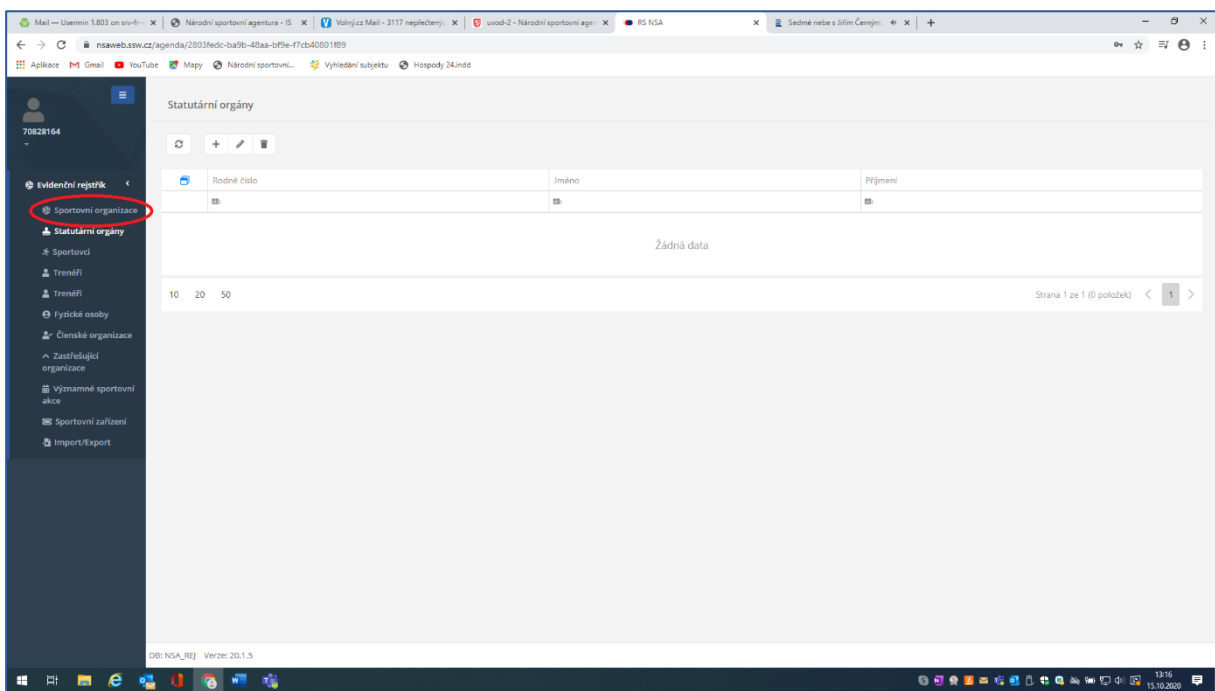 Mail — Usermin 1.803 on srv-fr-
Národní sportovní agentura - IS
Volný.cz Mail - 3117 nepřečtený
uvod-2 - Národní sportovní agen
RS NSA
Sedmé nebe s Jiřím Černým
nsaweb.ssw.cz/agenda/2803fedc-ba9b-48aa-bf9e-f7cb40801f89
Aplikace Gmail YouTube Mapy Národní sportovní... Vyhledání subjektu Hospody 24.indd
70828164
Statutární orgány
Evidenční rejstřík
Sportovní organizace
Statutární orgány
Sportovci
Trenéři
Trenéři
Fyzické osoby
Členské organizace
Zastřešující
organizace
Významné sportovní
akce
Sportovní zařízení
Import/Export
Rodné číslo Jméno Příjmení
Žádná data
10 20 50 Strana 1 ze 1 (0 položek) 1
DB: NSA_REJ Verze: 20.1.5
13:16
15.10.2020